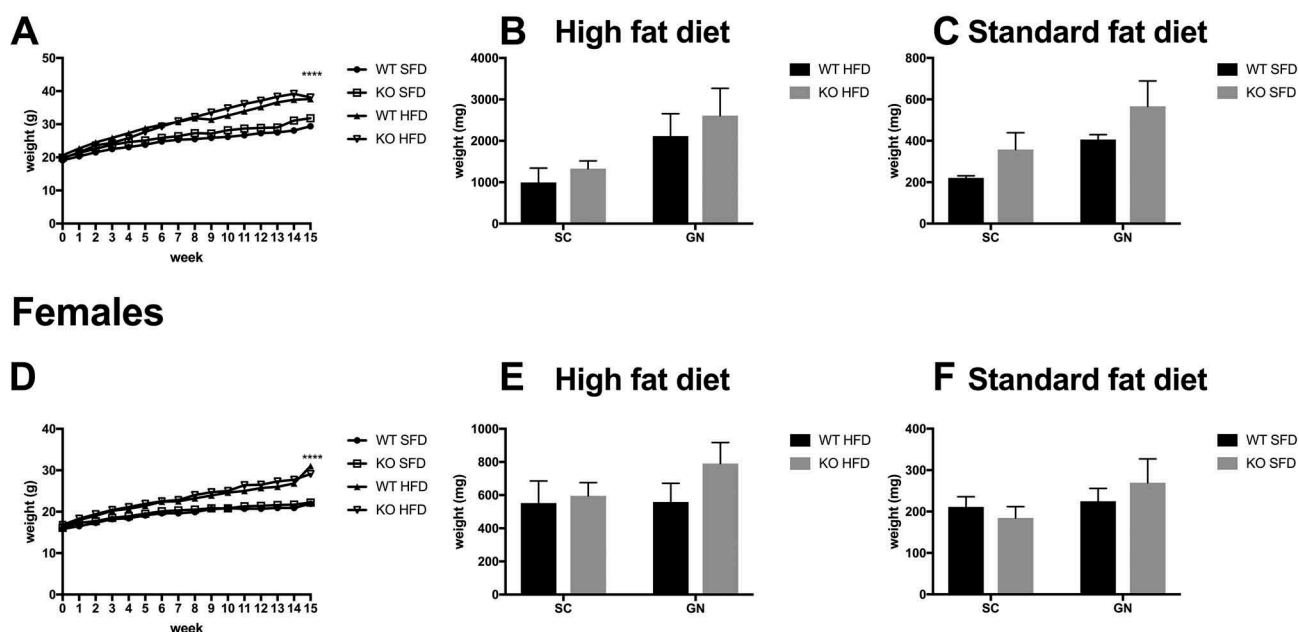 A
B High fat diet
C Standard fat diet
50
40
30
20
10
0
weight (g)
****
0 1 2 3 4 5 6 7 8 9 10 11 12 13 14 15
week
WT SFD
KO SFD
WT HFD
KO HFD
4000
3000
2000
1000
0
weight (mg)
SC GN
WT HFD
KO HFD
800
600
400
200
0
weight (mg)
SC GN
WT SFD
KO SFD
Females
D
E High fat diet
F Standard fat diet
40
30
20
10
0
weight (g)
****
0 1 2 3 4 5 6 7 8 9 10 11 12 13 14 15
week
WT SFD
KO SFD
WT HFD
KO HFD
1000
800
600
400
200
0
weight (mg)
SC GN
WT HFD
KO HFD
400
300
200
100
0
weight (mg)
SC GN
WT SFD
KO SFD